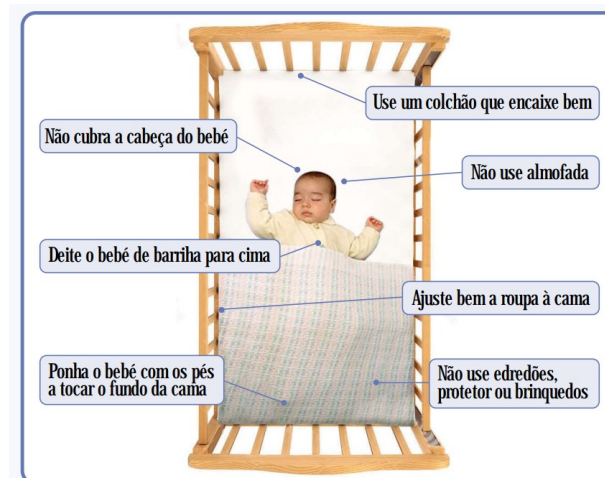 Use um colchão que encaixe bem
Não cubra a cabeça do bebé
Não use almofada
Deite o bebé de barriha para cima
Ajuste bem a roupa à cama
Ponha o bebé com os pés
a tocar o fundo da cama
Não use edredões,
protetor ou brinquedos